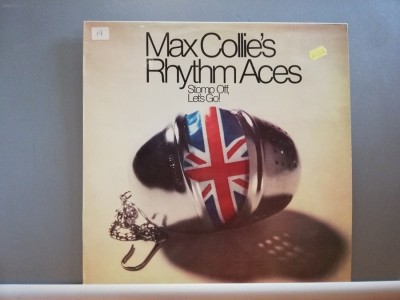 Max Collie's
Rhythm Aces
Stomp Off,
Let's Go!